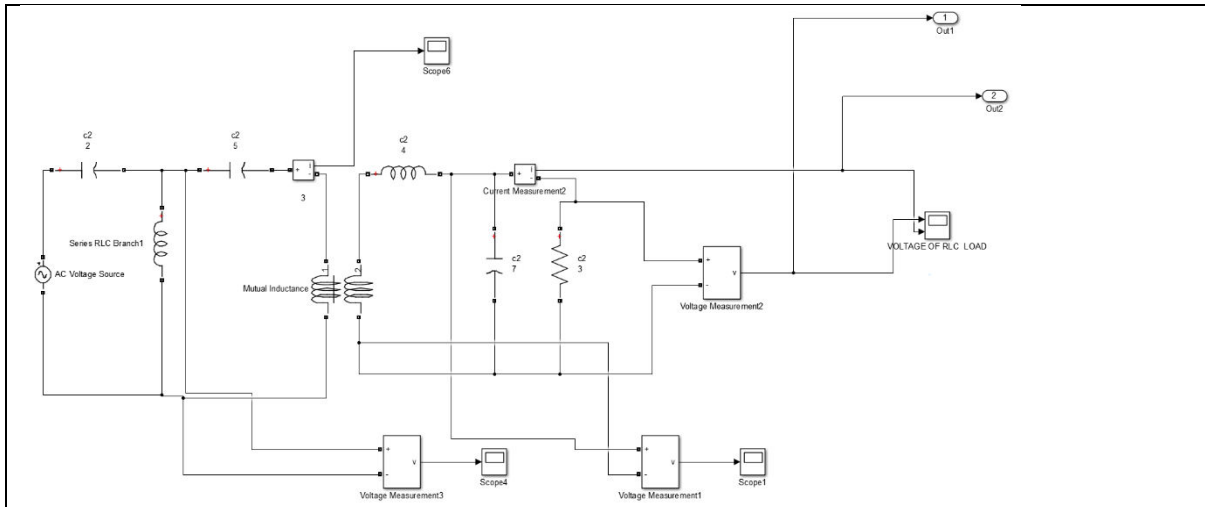 1
Out1
Scope6
2
Out2
c2
2
c2
5
c2
4
+
i
-
3
+
i
-
Current Measurement2
Series RLC Branch1
AC Voltage Source
Mutual Inductance
1
2
c2
7
c2
3
+
-
v
Voltage Measurement2
VOLTAGE OF RLC LOAD
+
-
v
Voltage Measurement3
Scope4
+
-
v
Voltage Measurement1
Scope1